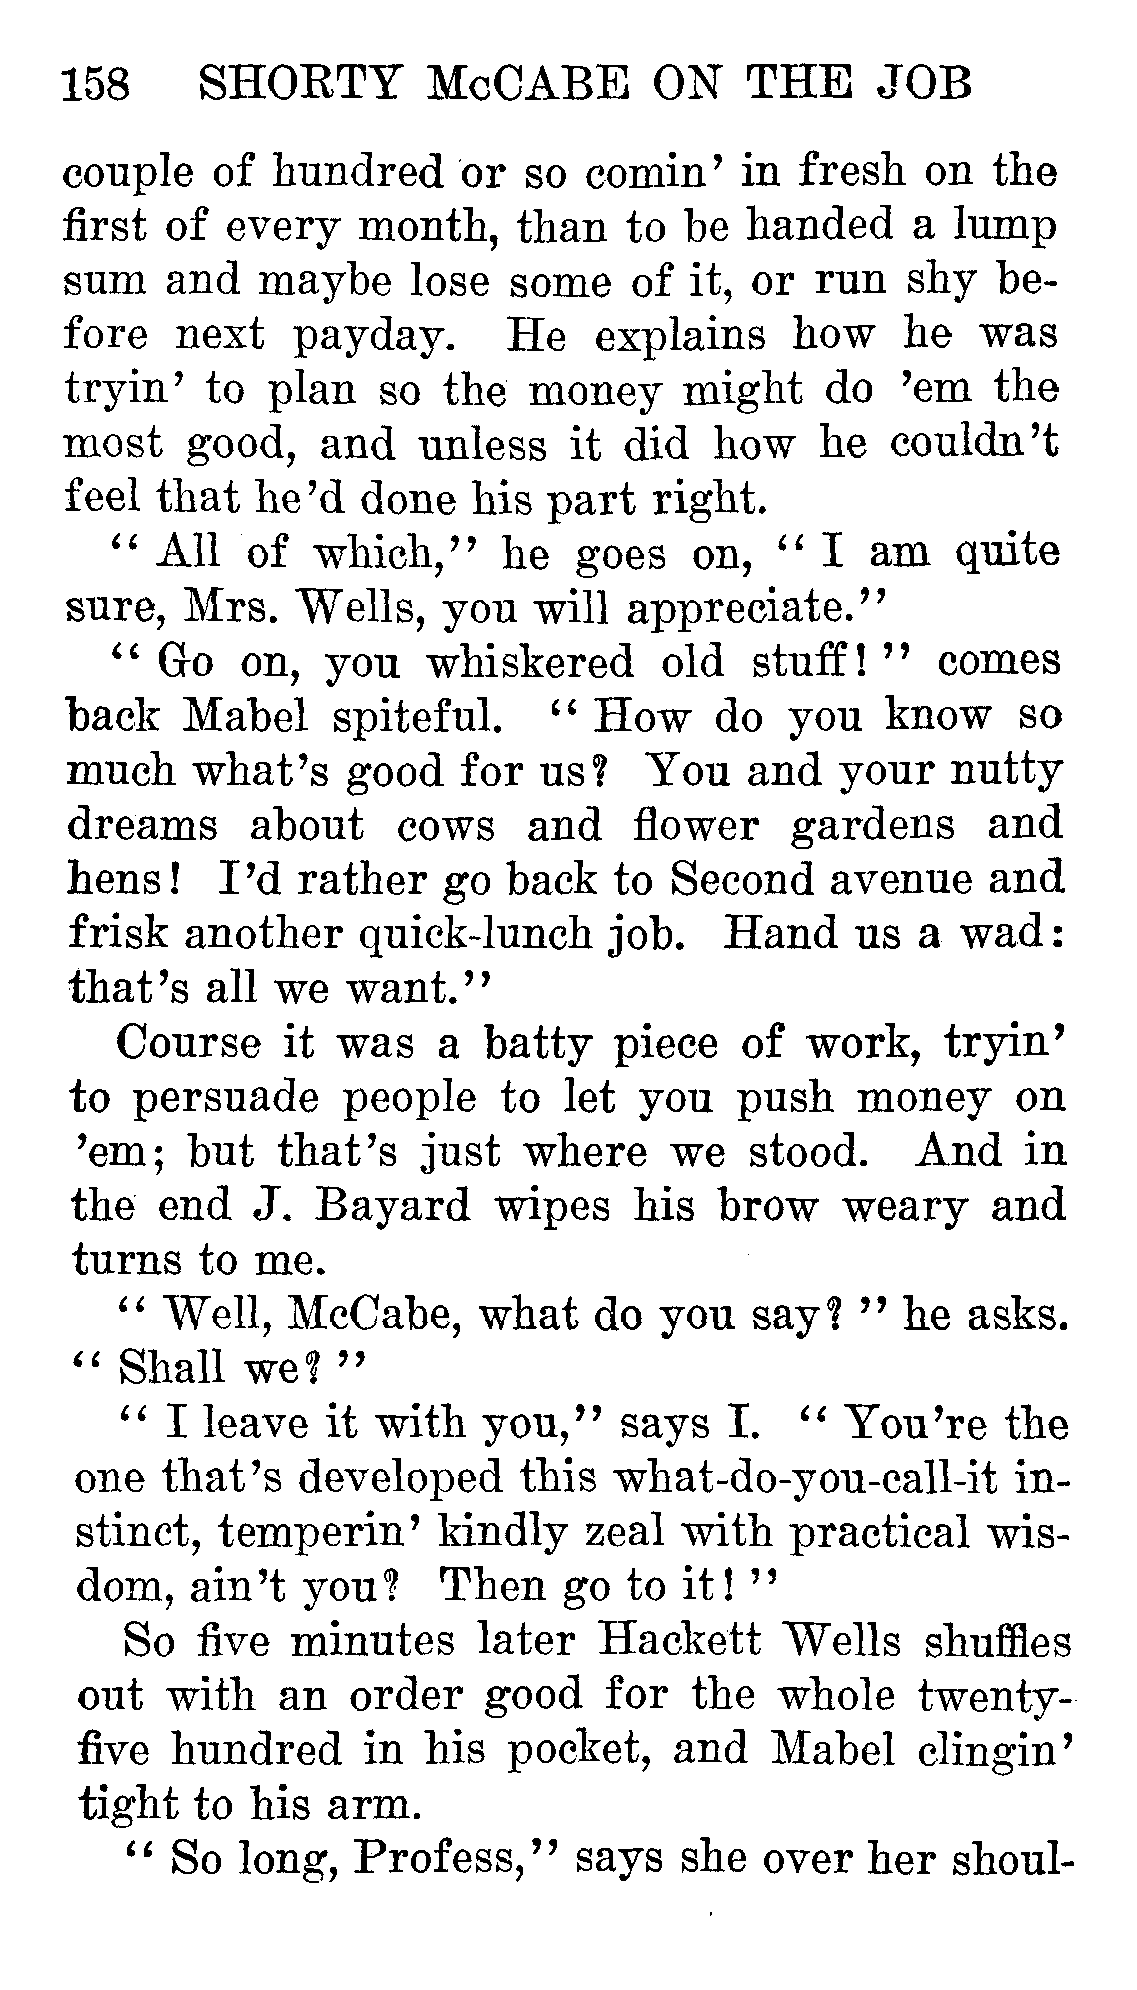 158 SHORTY McCABE ON THE JOB
couple of hundred or so comin' in fresh on the
first of every month, than to be handed a lump
sum and maybe lose some of it, or run shy be-
fore next payday. He explains how he was
tryin' to plan so the money might do 'em the
most good, and unless it did how he couldn't
feel that he'd done his part right.
"All of which," he goes on, "I am quite
sure, Mrs. Wells, you will appreciate."
"Go on, you whiskered old stuff!" comes
back Mabel spiteful. "How do you know so
much what's good for us? You and your nutty
dreams about cows and flower gardens and
hens! I'd rather go back to Second avenue and
frisk another quick-lunch job. Hand us a wad:
that's all we want."
Course it was a batty piece of work, tryin'
to persuade people to let you push money on
'em; but that's just where we stood. And in
the end J. Bayard wipes his brow weary and
turns to me.
"Well, McCabe, what do you say?" he asks.
"Shall we?"
"I leave it with you," says I. "You're the
one that's developed this what-do-you-call-it in-
stinct, temperin' kindly zeal with practical wis-
dom, ain't you? Then go to it!"
So five minutes later Hackett Wells shuffles
out with an order good for the whole twenty-
five hundred in his pocket, and Mabel clingin'
tight to his arm.
"So long, Profess," says she over her shoul-